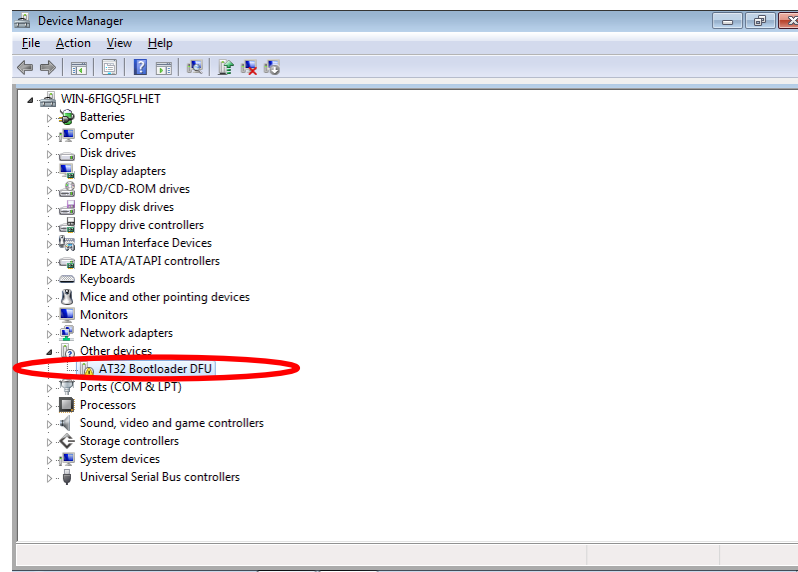 Device Manager
File Action View Help
WIN-6FIGQ5FLHET
Batteries
Computer
Disk drives
Display adapters
DVD/CD-ROM drives
Floppy disk drives
Floppy drive controllers
Human Interface Devices
IDE ATA/ATAPI controllers
Keyboards
Mice and other pointing devices
Monitors
Network adapters
Other devices
AT32 Bootloader DFU
Ports (COM & LPT)
Processors
Sound, video and game controllers
Storage controllers
System devices
Universal Serial Bus controllers